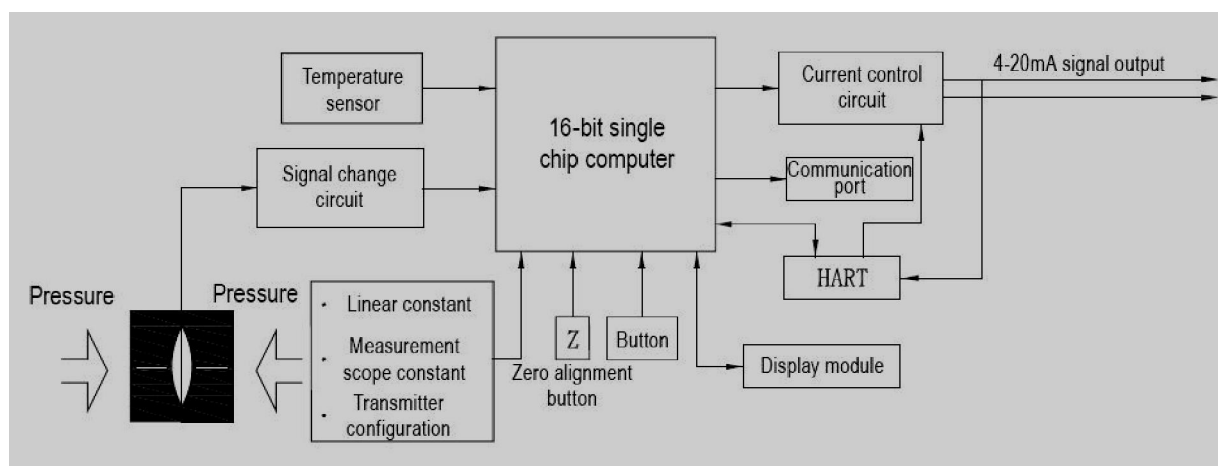 Temperature
sensor
Signal change
circuit
16-bit single
chip computer
Current control
circuit
4-20mA signal output
Communication
port
HART
Pressure
Pressure
· Linear constant
· Measurement
scope constant
· Transmitter
configuration
Z
Zero alignment
button
Button
Display module